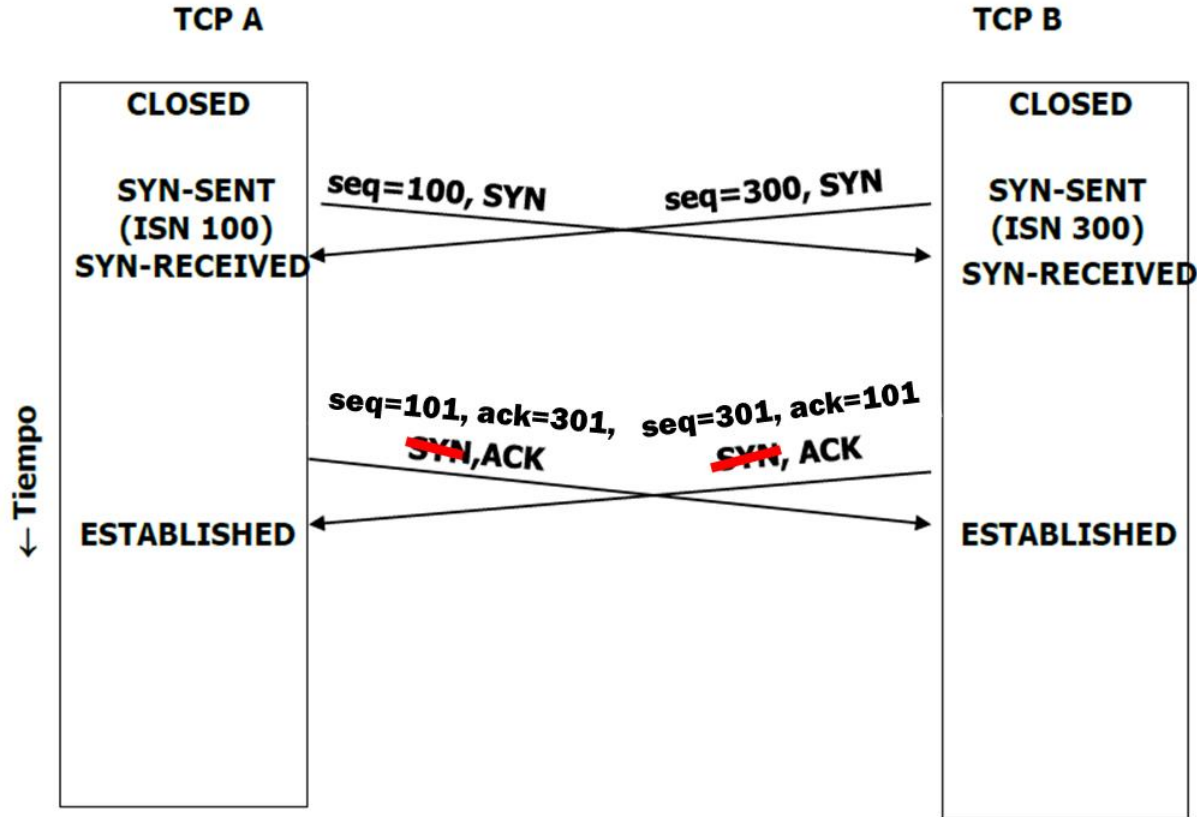 TCP A
TCP B
CLOSED
CLOSED
SYN-SENT
(ISN 100)
SYN-RECEIVED
seq=100, SYN
seq=300, SYN
SYN-SENT
(ISN 300)
SYN-RECEIVED
seq=101, ack=301,
SYN,ACK
seq=301, ack=101
SYN, ACK
← Tiempo
ESTABLISHED
ESTABLISHED